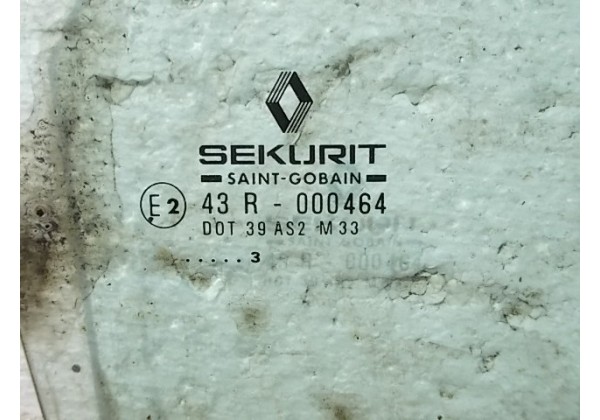 SEKURIT
SAINT-GOBAIN
E2 43 R - 000464
DOT 39 AS2 M33
......3